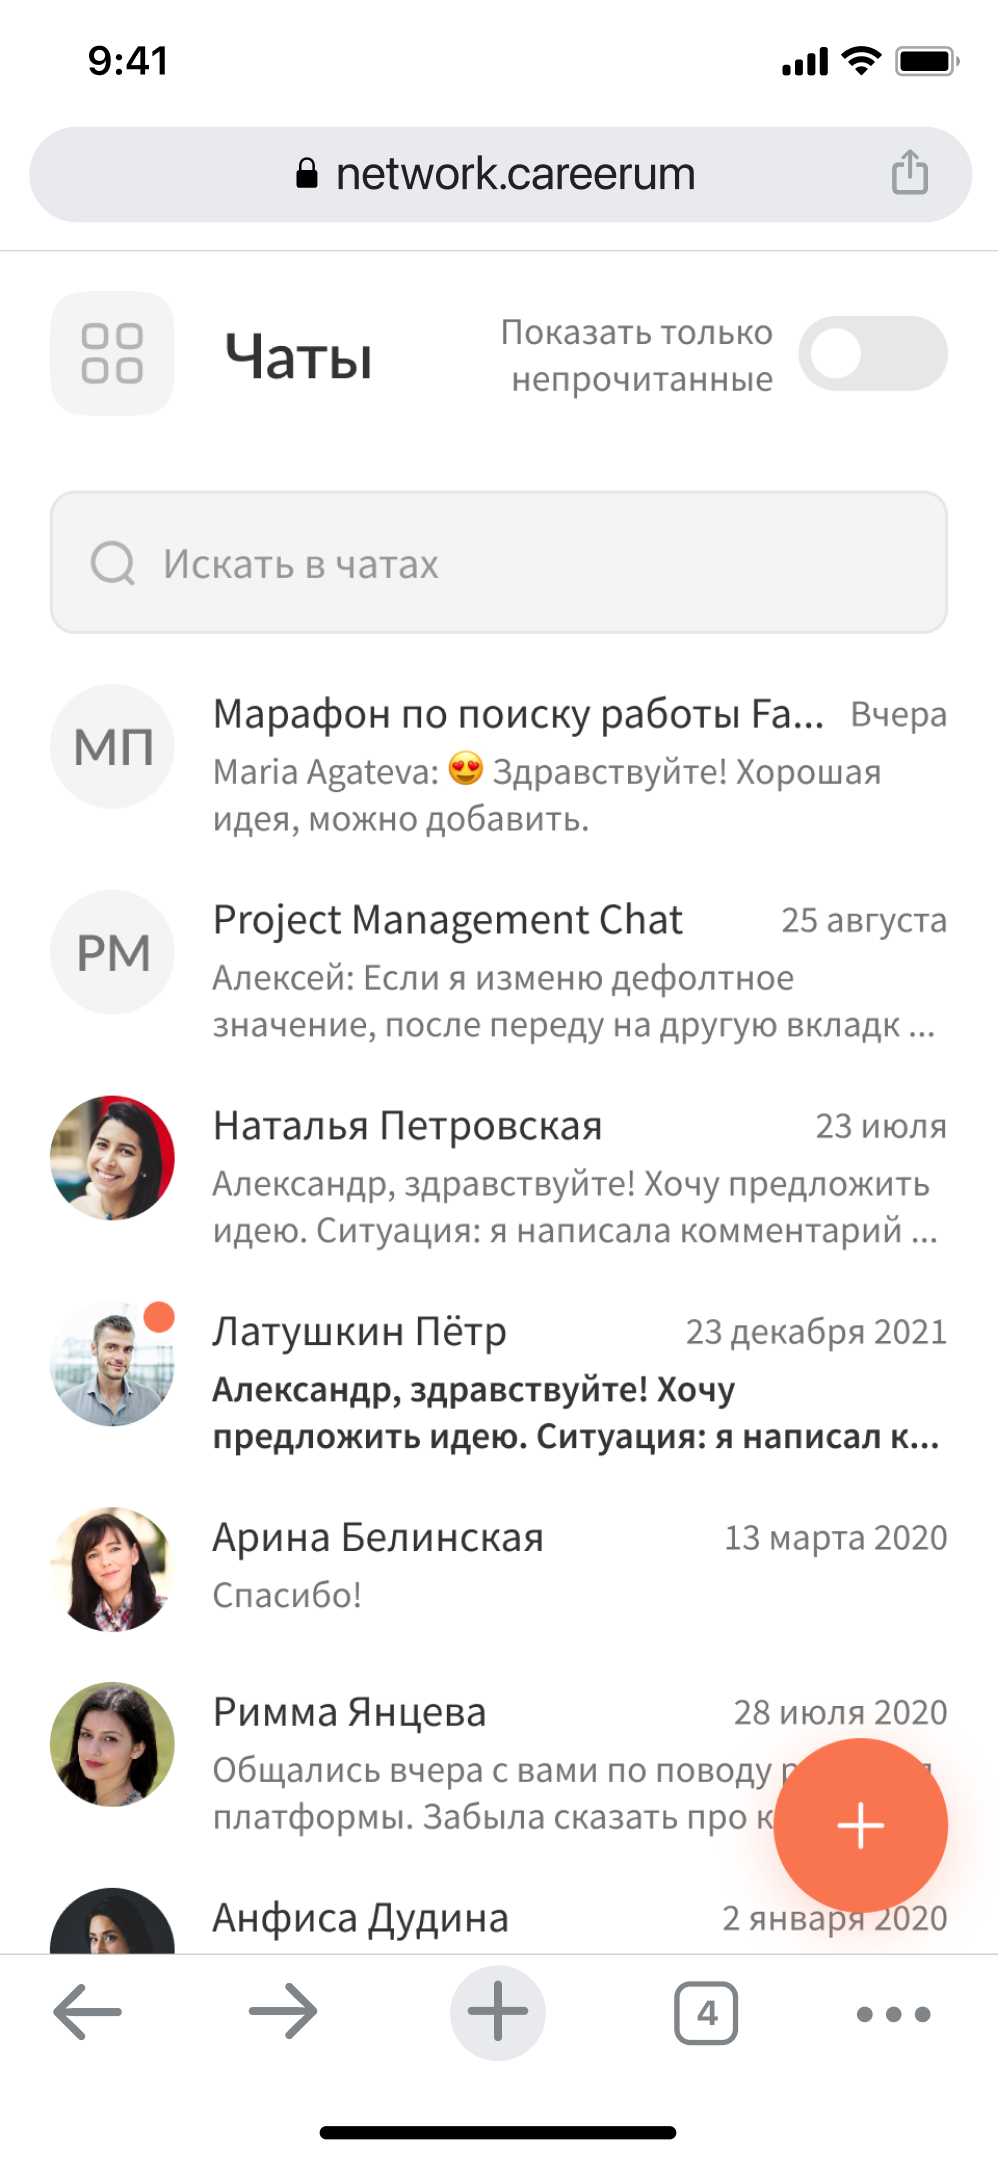 9:41
network.careerum
Чаты
Показать только
непрочитанные
Искать в чатах
МП
Марафон по поиску работы Fa...
Вчера
Maria Agateva: 😍 Здравствуйте! Хорошая
идея, можно добавить.
PM
Project Management Chat
25 августа
Алексей: Если я изменю дефолтное
значение, после переду на другую вкладк ...
Наталья Петровская
23 июля
Александр, здравствуйте! Хочу предложить
идею. Ситуация: я написала комментарий ...
Латушкин Пётр
23 декабря 2021
Александр, здравствуйте! Хочу
предложить идею. Ситуация: я написал к...
Арина Белинская
13 марта 2020
Спасибо!
Римма Янцева
28 июля 2020
Общались вчера с вами по поводу
платформы. Забыла сказать про
Анфиса Дудина
2 января 2020
4